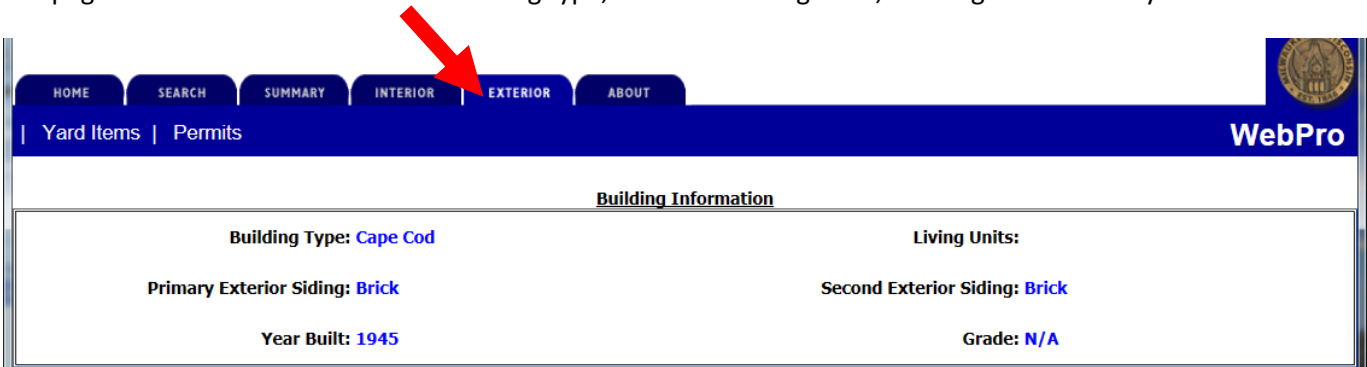 HOME SEARCH SUMMARY INTERIOR EXTERIOR ABOUT
| Yard Items | Permits WebPro
Building Information
Building Type: Cape Cod Living Units:
Primary Exterior Siding: Brick Second Exterior Siding: Brick
Year Built: 1945 Grade: N/A